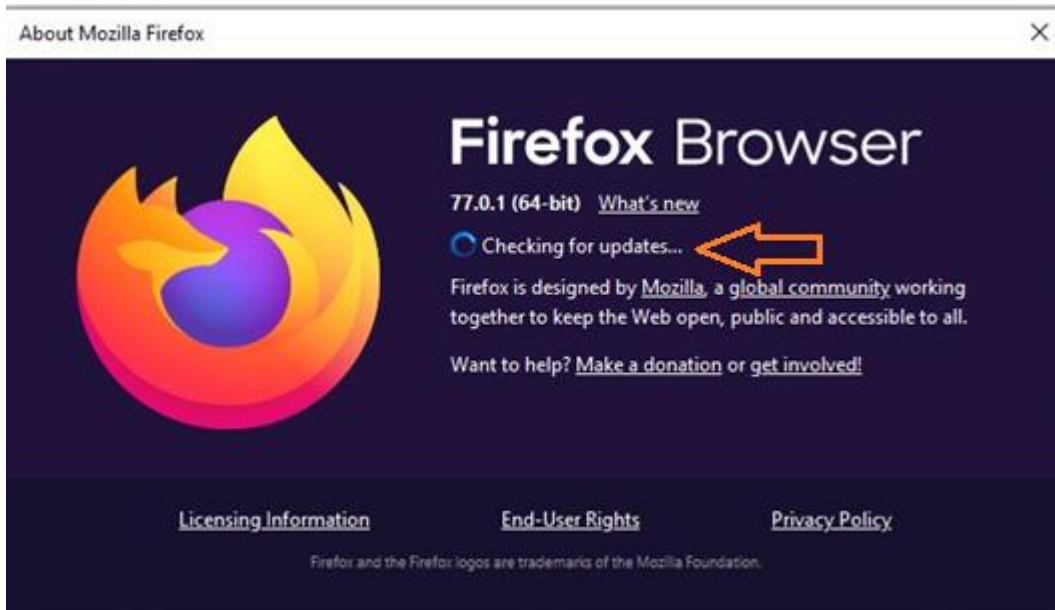 About Mozilla Firefox
Firefox Browser
77.0.1 (64-bit) What's new
Checking for updates...
Firefox is designed by Mozilla, a global community working
together to keep the Web open, public and accessible to all.
Want to help? Make a donation or get involved!
Licensing Information End-User Rights Privacy Policy
Firefox and the Firefox logos are trademarks of the Mozilla Foundation.